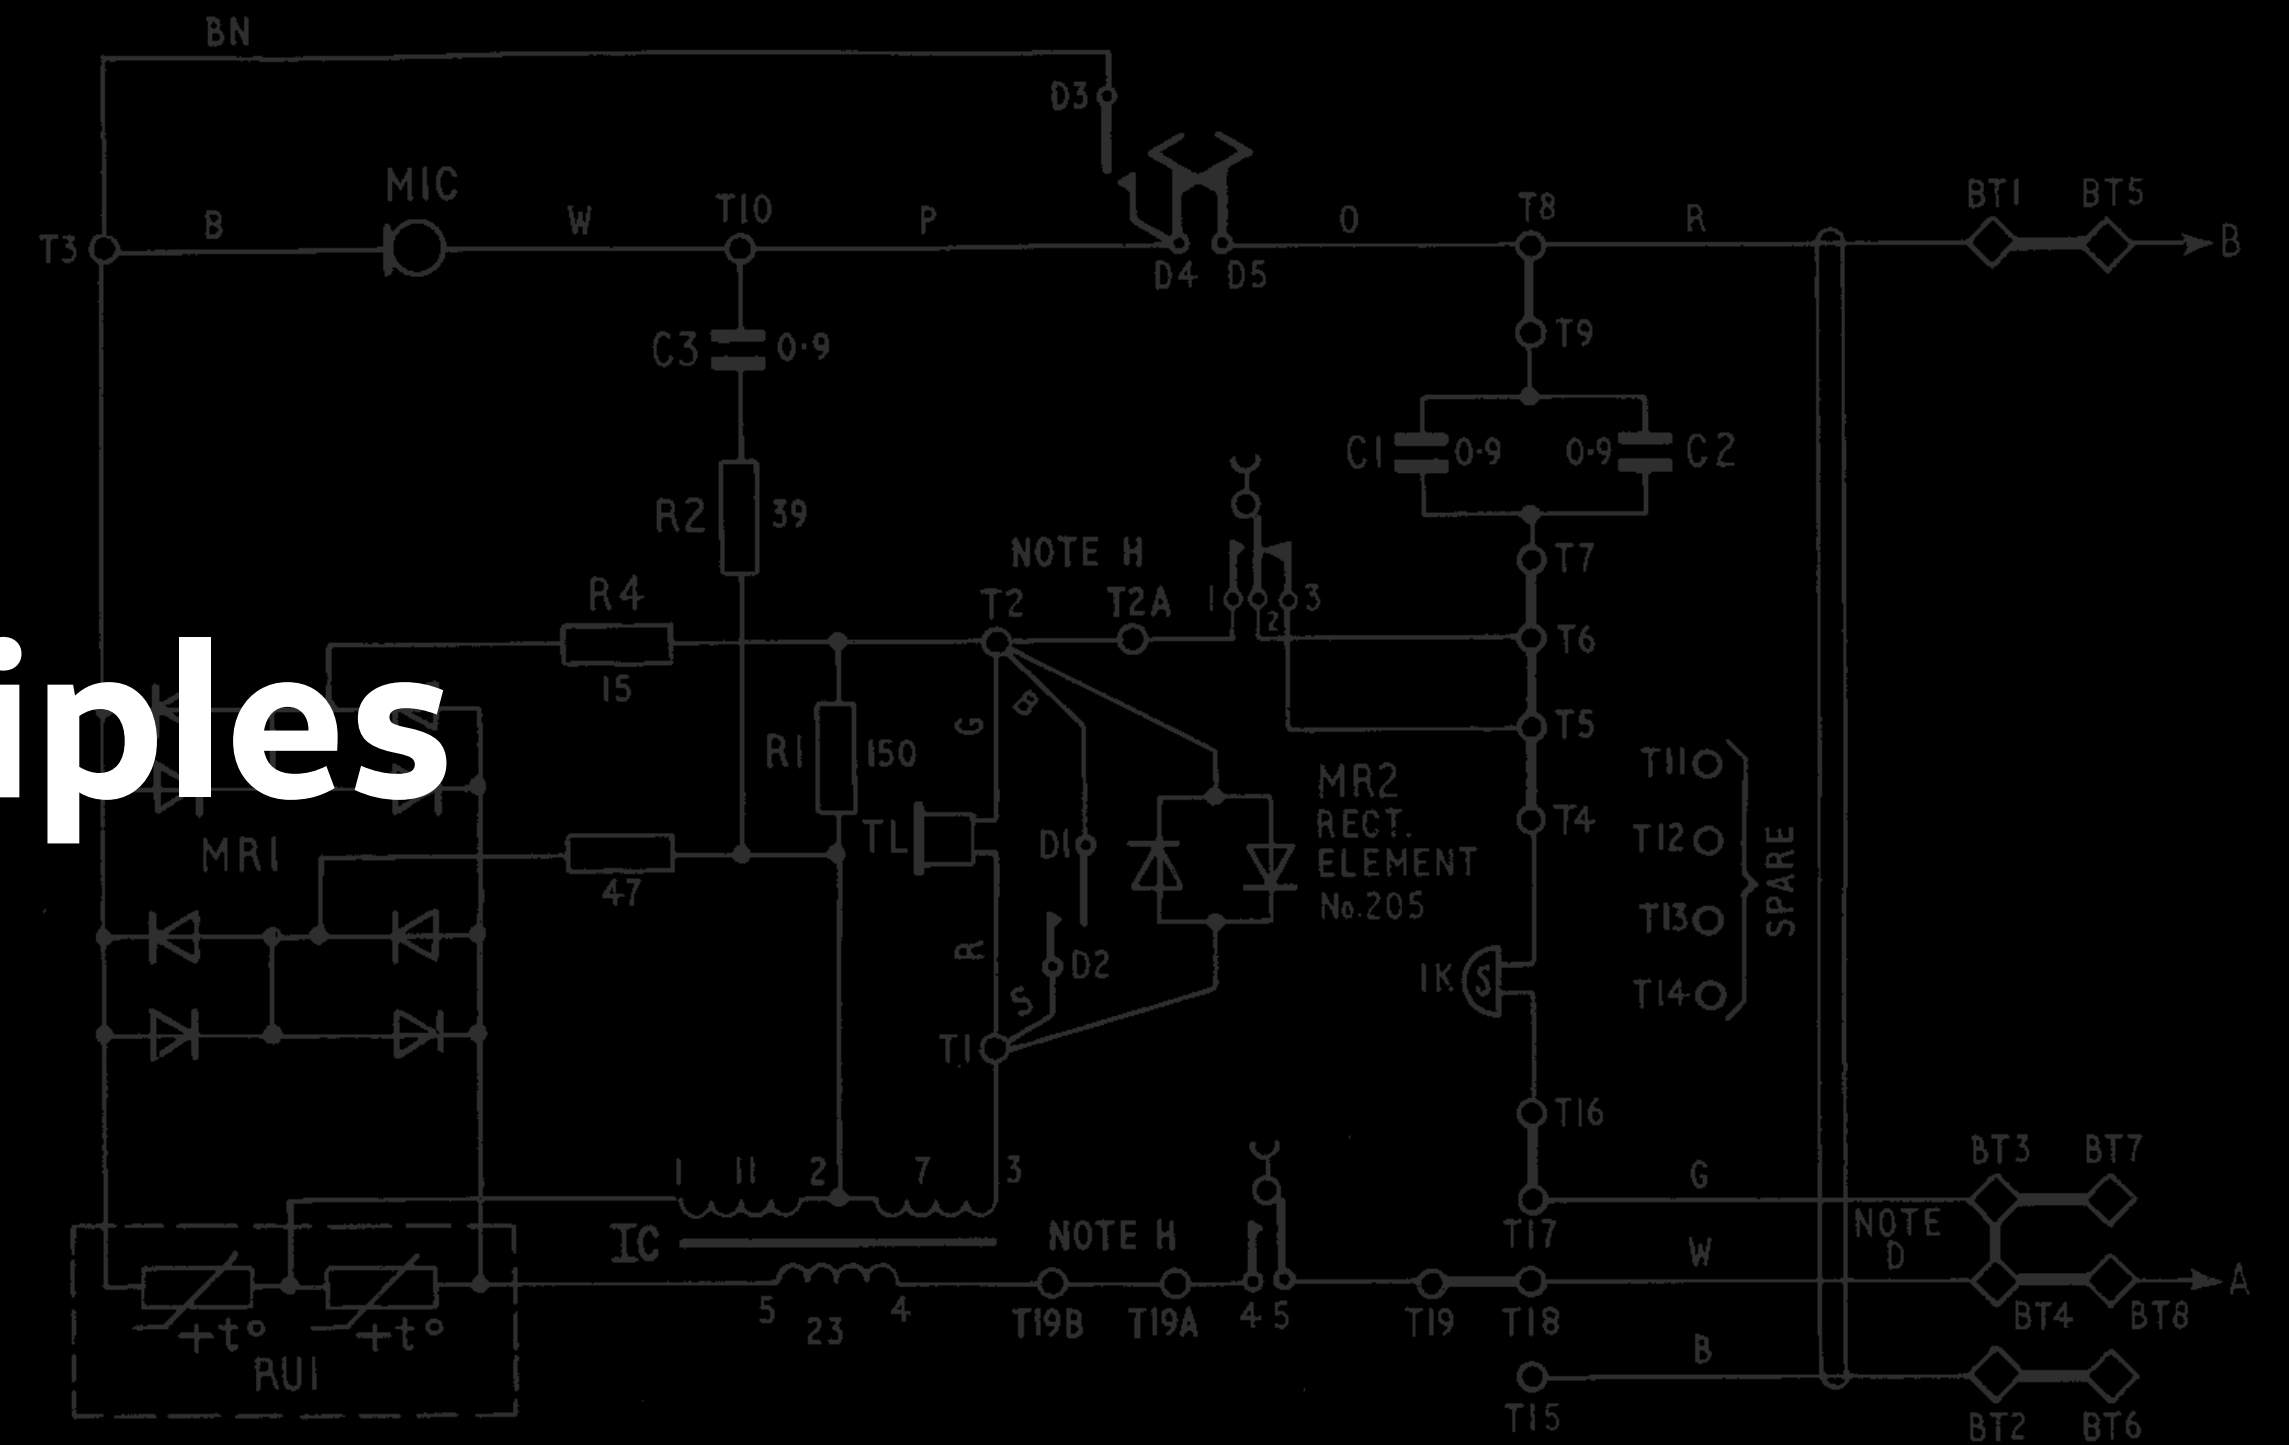 BN
D3
MIC
T3 B W T10 P O T8 R BT1 BT5 B
D4 D5
T9
C3 0·9
C1 0·9 0·9 C2
R2 39
NOTE H T7
R4 T2 T2A 1 2 3
T6
15
iples
G B T5
R1 150 T11
MR2
RECT.
ELEMENT
No.205
TL D1 T4 T12
MR1
47
T13 SPARE
R D2 1K S T14
S
T1
T16
1 11 2 7 3 BT3 BT7
G
IC NOTE H T17 NOTE
D
W A
5 23 4 T19B T19A 4 5 T19 T18 BT4 BT8
+t° +t°
RU1 B
T15 BT2 BT6